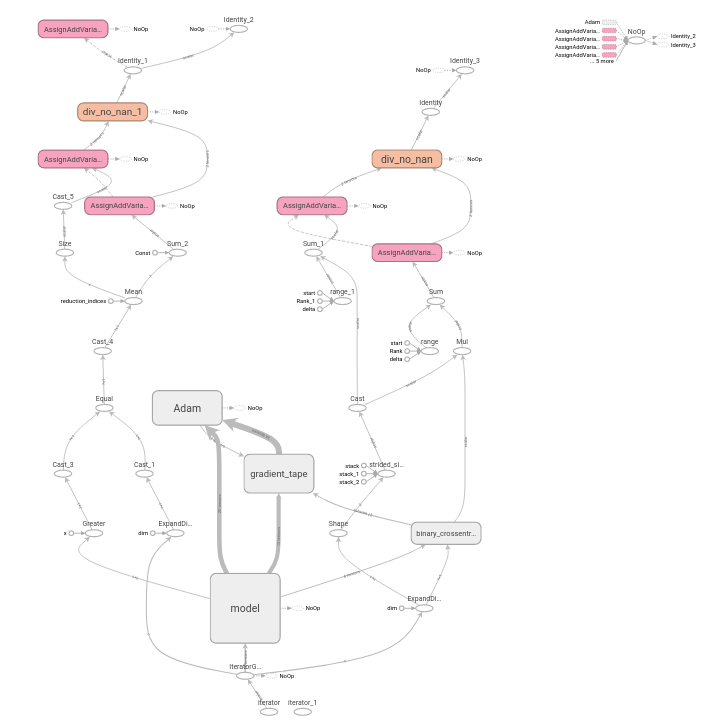 Identity_2
Adam
AssignAddVaria...
NoOp
NoOp
AssignAddVaria...
NoOp
Identity_2
AssignAddVaria...
Identity_3
AssignAddVaria...
AssignAddVaria...
... 5 more
Identity_1
NoOp
Identity_3
Identity
div_no_nan_1
NoOp
AssignAddVaria...
NoOp
div_no_nan
NoOp
Cast_5
AssignAddVaria...
NoOp
AssignAddVaria...
NoOp
Size
Const
Sum_2
Sum_1
AssignAddVaria...
NoOp
Mean
reduction_indices
start
range_1
Rank_1
delta
Sum
Cast_4
start
range
Mul
Rank
delta
Equal
Adam
NoOp
Cast
Cast_3
Cast_1
gradient_tape
stack
strided_sl...
stack_1
stack_2
Greater
ExpandDi...
Shape
s
dim
binary_crossentr...
model
NoOp
ExpandDi...
dim
IteratorG...
NoOp
iterator
iterator_1